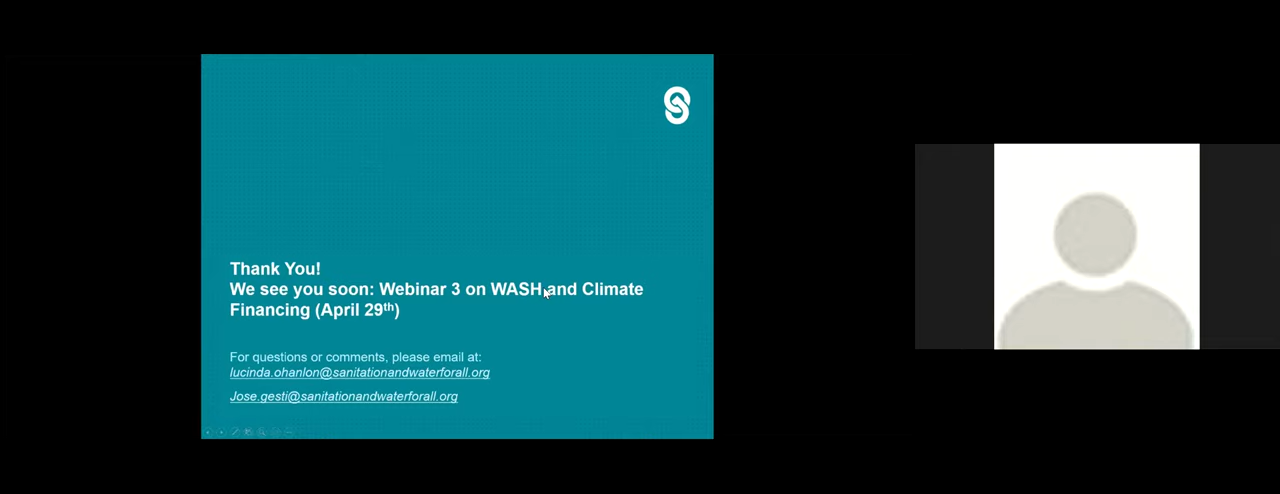 Thank You!
We see you soon: Webinar 3 on WASH and Climate
Financing (April 29th)
For questions or comments, please email at:
lucinda.ohanlon@sanitationandwaterforall.org
Jose.gesti@sanitationandwaterforall.org